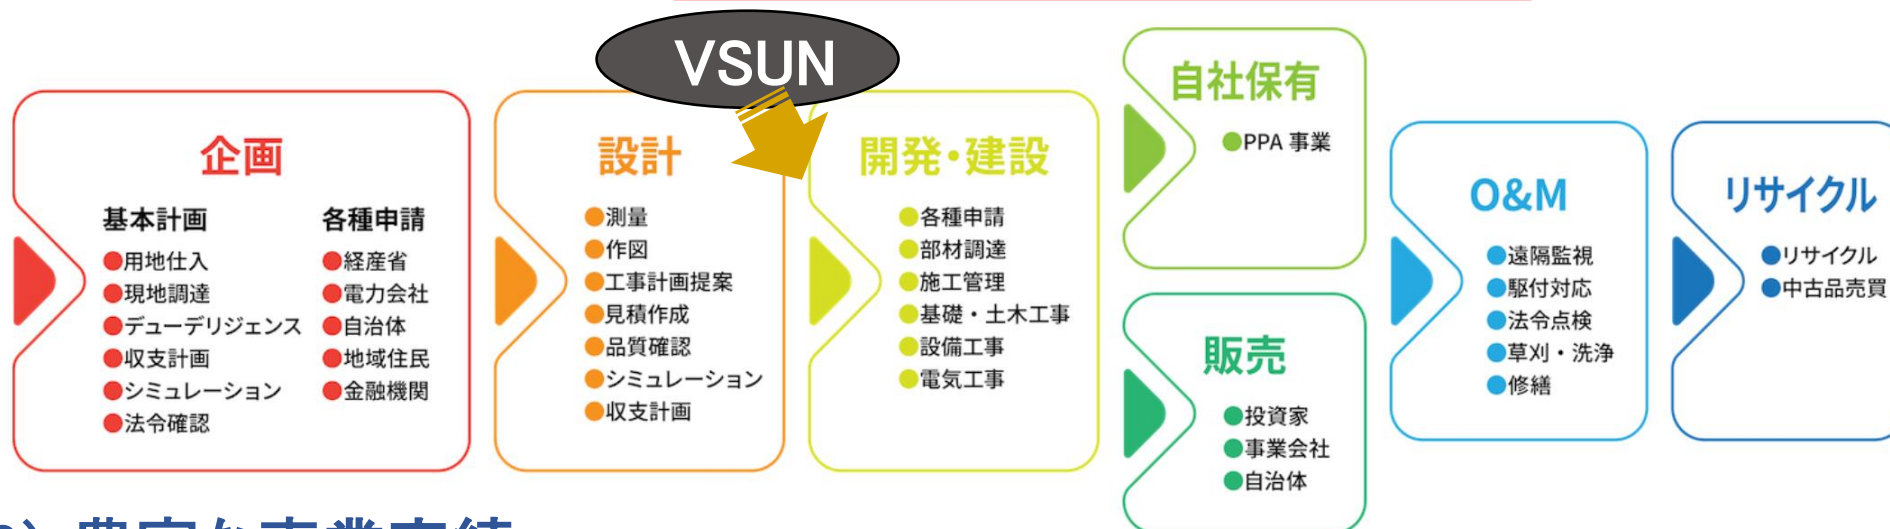 VSUN
企画
基本計画
●用地仕入
●現地調達
●デューデリジェンス
●収支計画
●シミュレーション
●法令確認
各種申請
●経産省
●電力会社
●自治体
●地域住民
●金融機関
設計
●測量
●作図
●工事計画提案
●見積作成
●品質確認
●シミュレーション
●収支計画
開発・建設
●各種申請
●部材調達
●施工管理
●基礎・土木工事
●設備工事
●電気工事
自社保有
●PPA 事業
販売
●投資家
●事業会社
●自治体
O&M
●遠隔監視
●駆付対応
●法令点検
●草刈・洗浄
●修繕
リサイクル
●リサイクル
●中古品売買